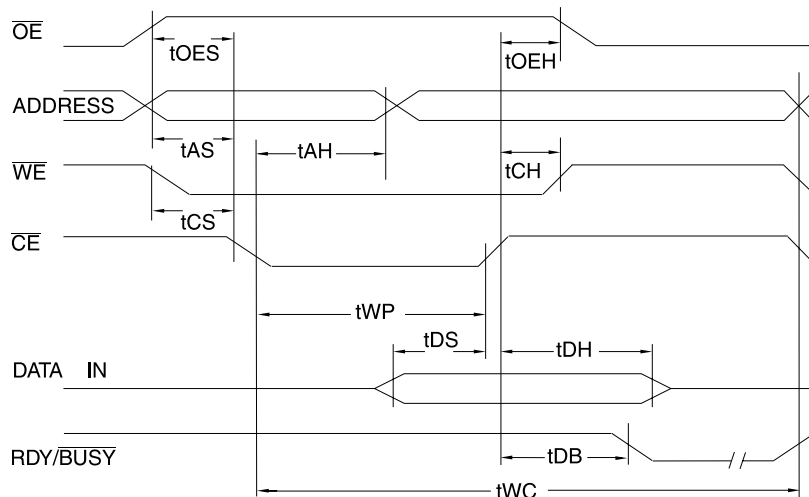 OE
tOES
tOEH
ADDRESS
tAS
tAH
tCH
WE
tCS
CE
tWP
tDS
tDH
DATA IN
RDY/BUSY
tDB
tWC